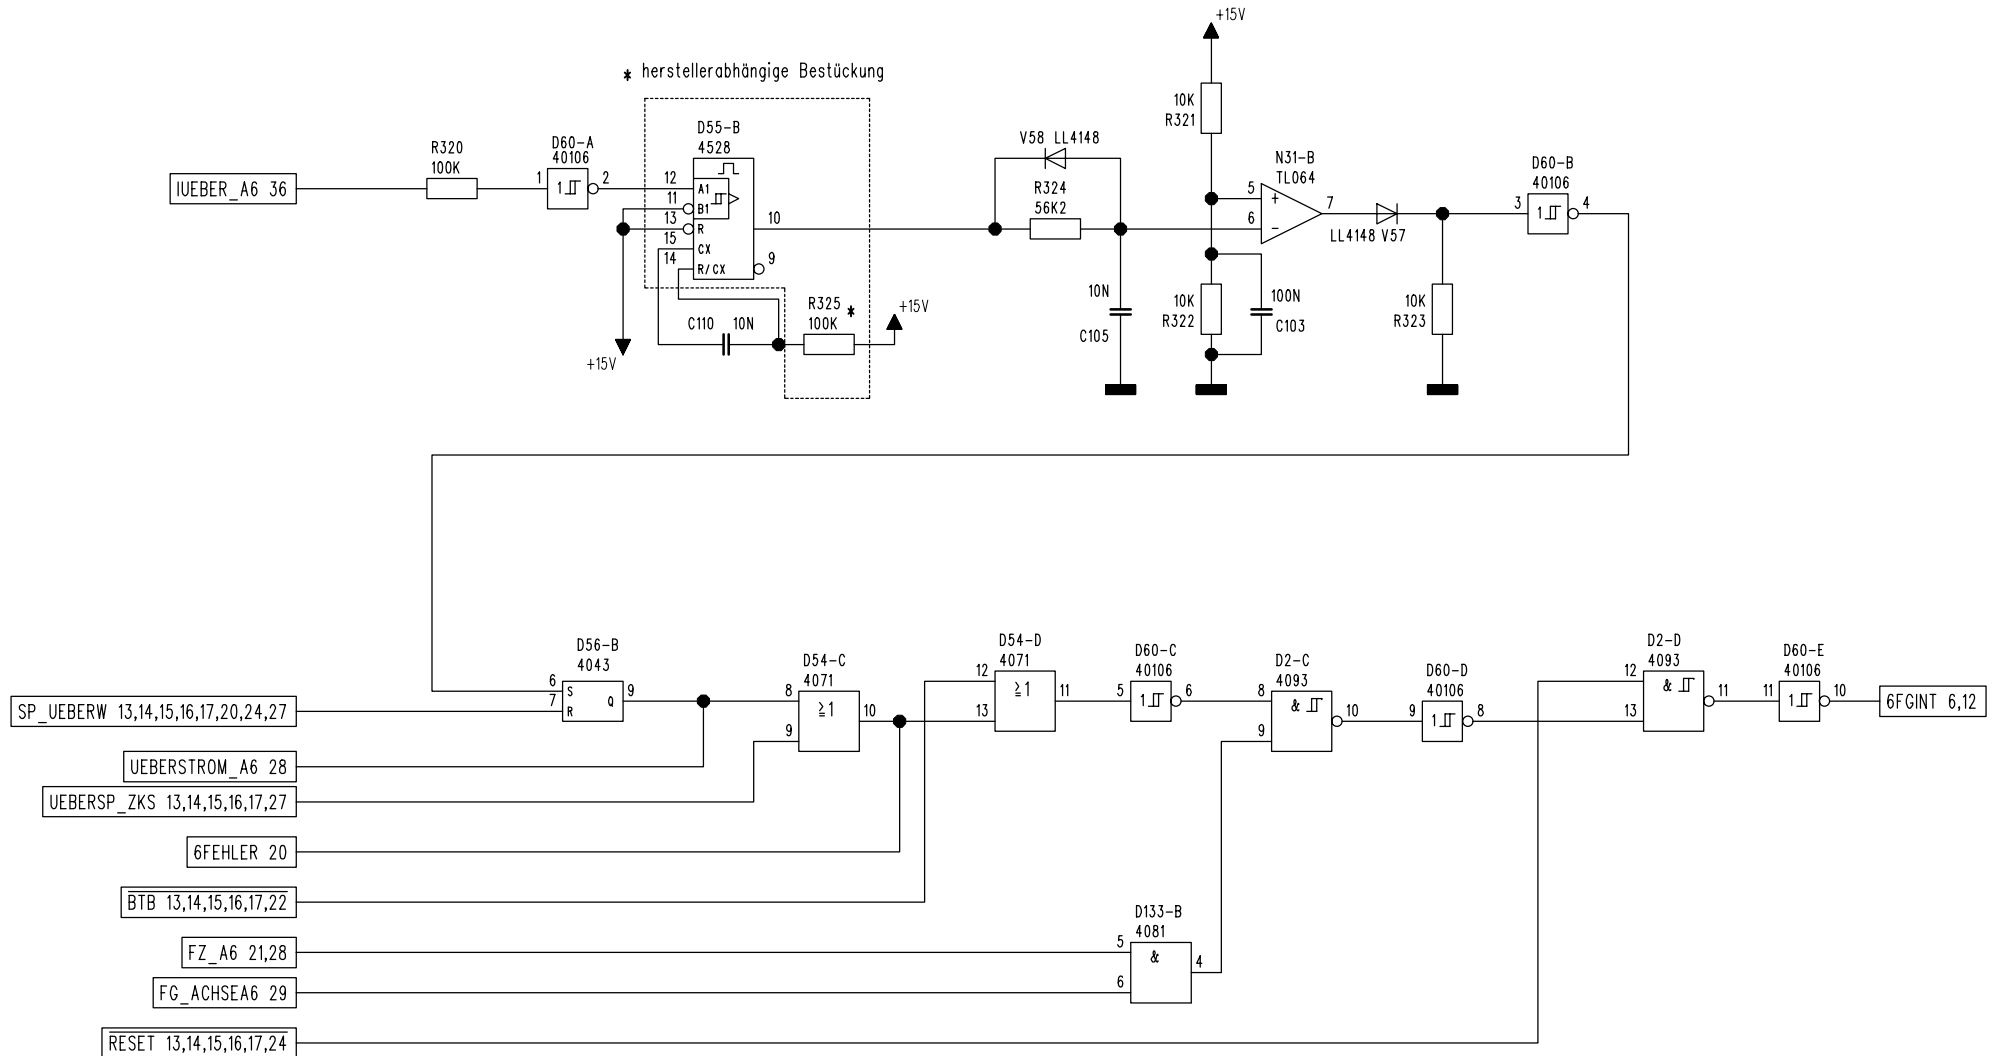 +15V
* herstellerabhängige Bestückung
10K
R321
D55-B
4528
R320
100K
D60-A
40106
V58 LL4148
N31-B
TL064
D60-B
40106
IUEBER_A6 36
1
1
2
12
A1
11
B1
13
R
15
CX
14
R/CX
10
9
R324
56K2
5
+
6
-
7
LL4148 V57
3
1
4
10N
C105
10K
R322
100N
C103
10K
R323
C110 10N
R325 *
100K
+15V
+15V
D56-B
4043
D54-C
4071
D54-D
4071
D60-C
40106
D2-C
4093
D60-D
40106
D2-D
4093
D60-E
40106
6
S
7
R
Q
9
8
≥1
9
10
12
≥1
13
11
5
1
6
8
&
9
10
9
1
8
12
&
13
11
11
1
10
6FGINT 6,12
SP_UEBERW 13,14,15,16,17,20,24,27
UEBERSTROM_A6 28
UEBERSP_ZKS 13,14,15,16,17,27
6FEHLER 20
BTB 13,14,15,16,17,22
D133-B
4081
FZ_A6 21,28
5
&
4
FG_ACHSEA6 29
6
RESET 13,14,15,16,17,24